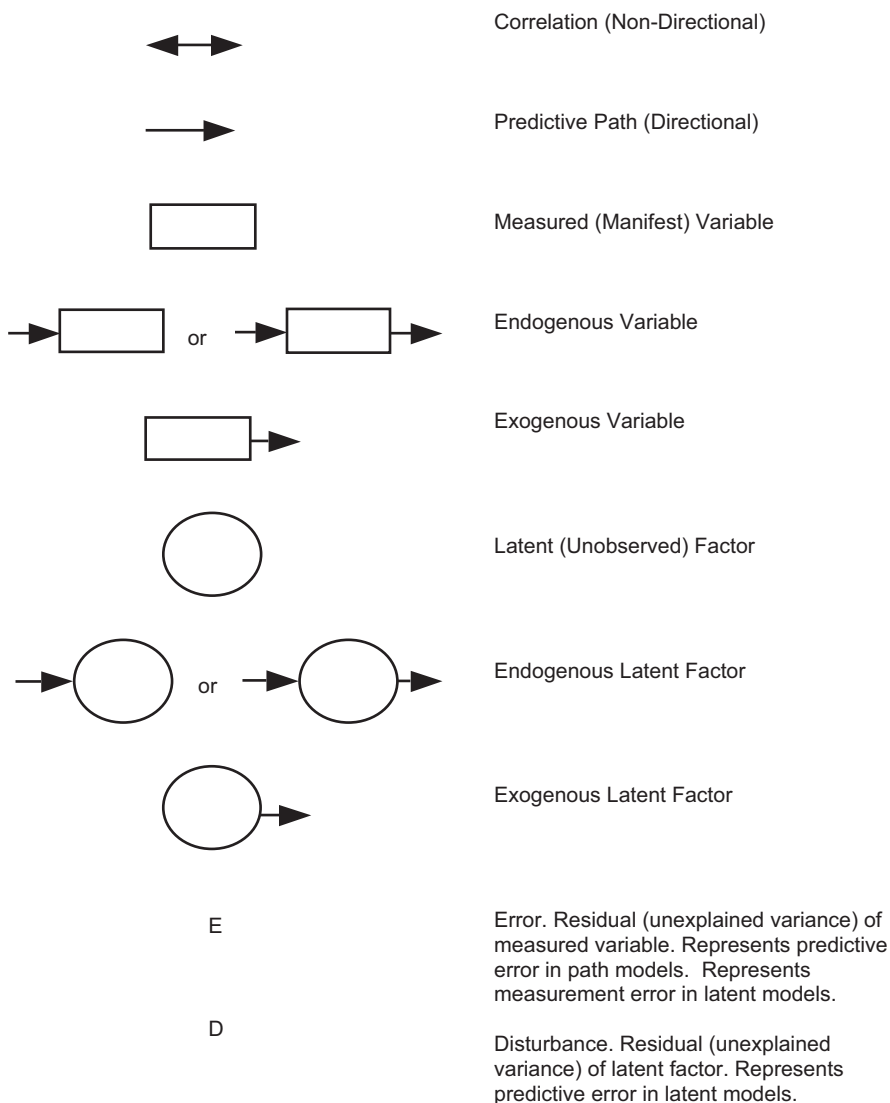 Correlation (Non-Directional)
Predictive Path (Directional)
Measured (Manifest) Variable
or
Endogenous Variable
Exogenous Variable
Latent (Unobserved) Factor
or
Endogenous Latent Factor
Exogenous Latent Factor
E
Error. Residual (unexplained variance) of
measured variable. Represents predictive
error in path models. Represents
measurement error in latent models.
D
Disturbance. Residual (unexplained
variance) of latent factor. Represents
predictive error in latent models.